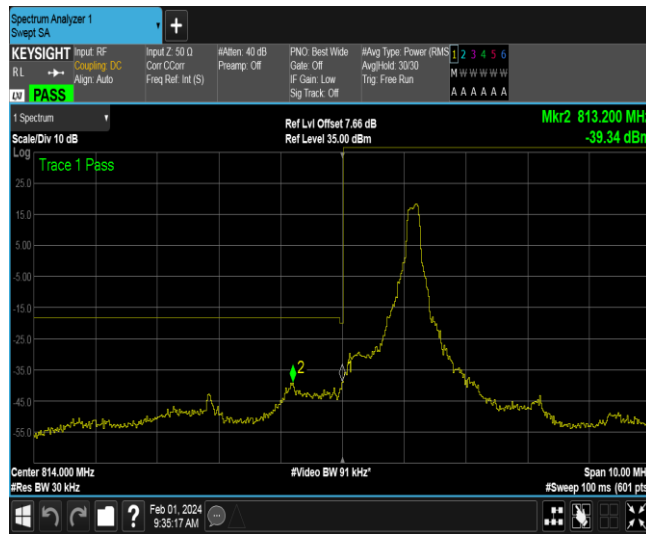 Spectrum Analyzer 1
Swept SA
+
KEYSIGHT Input: RF Input Z: 50 Ω #Atten: 40 dB PNO: Best Wide #Avg Type: Power (RMS 1 2 3 4 5 6
RL Coupling: DC Corr CCorr Preamp: Off Gate: Off Avg|Hold: 30/30 M W W W W W
Align: Auto Freq Ref: Int (S) IF Gain: Low Trig: Free Run
LXI PASS Sig Track: Off A A A A A A
1 Spectrum
Ref Lvl Offset 7.66 dB Mkr2 813.200 MHz
Scale/Div 10 dB Ref Level 35.00 dBm -39.34 dBm
Log
Trace 1 Pass
25.0
15.0
5.00
-5.00
-15.0
-25.0
-35.0
2
-45.0
-55.0
Center 814.000 MHz #Video BW 91 kHz* Span 10.00 MH
#Res BW 30 kHz #Sweep 100 ms (601 pts
? Feb 01, 2024
9:35:17 AM